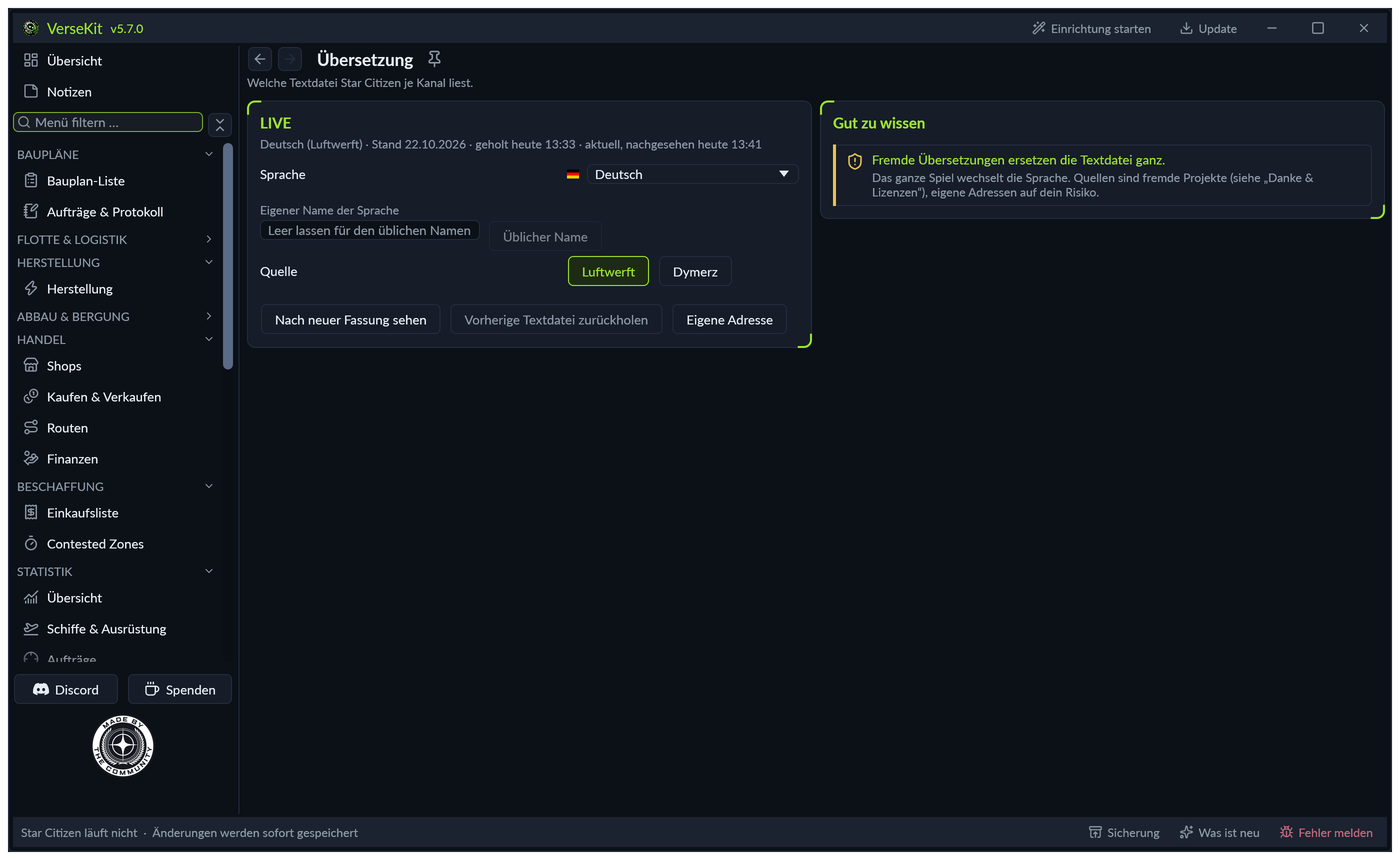 VerseKit v5.7.0
Einrichtung starten
Update
Übersicht
Notizen
Menü filtern ...
BAUPLÄNE
Bauplan-Liste
Aufträge & Protokoll
FLOTTE & LOGISTIK
HERSTELLUNG
Herstellung
ABBAU & BERGUNG
HANDEL
Shops
Kaufen & Verkaufen
Routen
Finanzen
BESCHAFFUNG
Einkaufsliste
Contested Zones
STATISTIK
Übersicht
Schiffe & Ausrüstung
Aufträge
Discord
Spenden
MADE BY
THE COMMUNITY
Übersetzung
Welche Textdatei Star Citizen je Kanal liest.
LIVE
Deutsch (Luftwerft) · Stand 22.10.2026 · geholt heute 13:33 · aktuell, nachgesehen heute 13:41
Sprache
Deutsch
Eigener Name der Sprache
Leer lassen für den üblichen Namen
Üblicher Name
Quelle
Luftwerft
Dymerz
Nach neuer Fassung sehen
Vorherige Textdatei zurückholen
Eigene Adresse
Gut zu wissen
Fremde Übersetzungen ersetzen die Textdatei ganz.
Das ganze Spiel wechselt die Sprache. Quellen sind fremde Projekte (siehe „Danke &
Lizenzen“), eigene Adressen auf dein Risiko.
Star Citizen läuft nicht · Änderungen werden sofort gespeichert
Sicherung
Was ist neu
Fehler melden